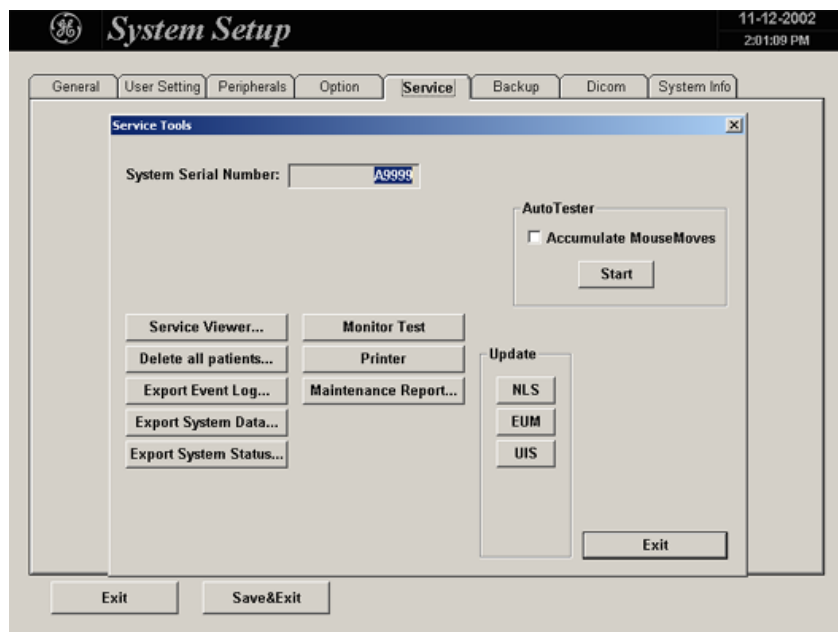 GE System Setup
11-12-2002
2:01:09 PM
General User Setting Peripherals Option Service Backup Dicom System Info
Service Tools
System Serial Number: A9999
AutoTester
Accumulate MouseMoves
Start
Service Viewer... Monitor Test
Delete all patients... Printer
Export Event Log... Maintenance Report...
Export System Data...
Export System Status...
Update
NLS
EUM
UIS
Exit
Exit Save&Exit